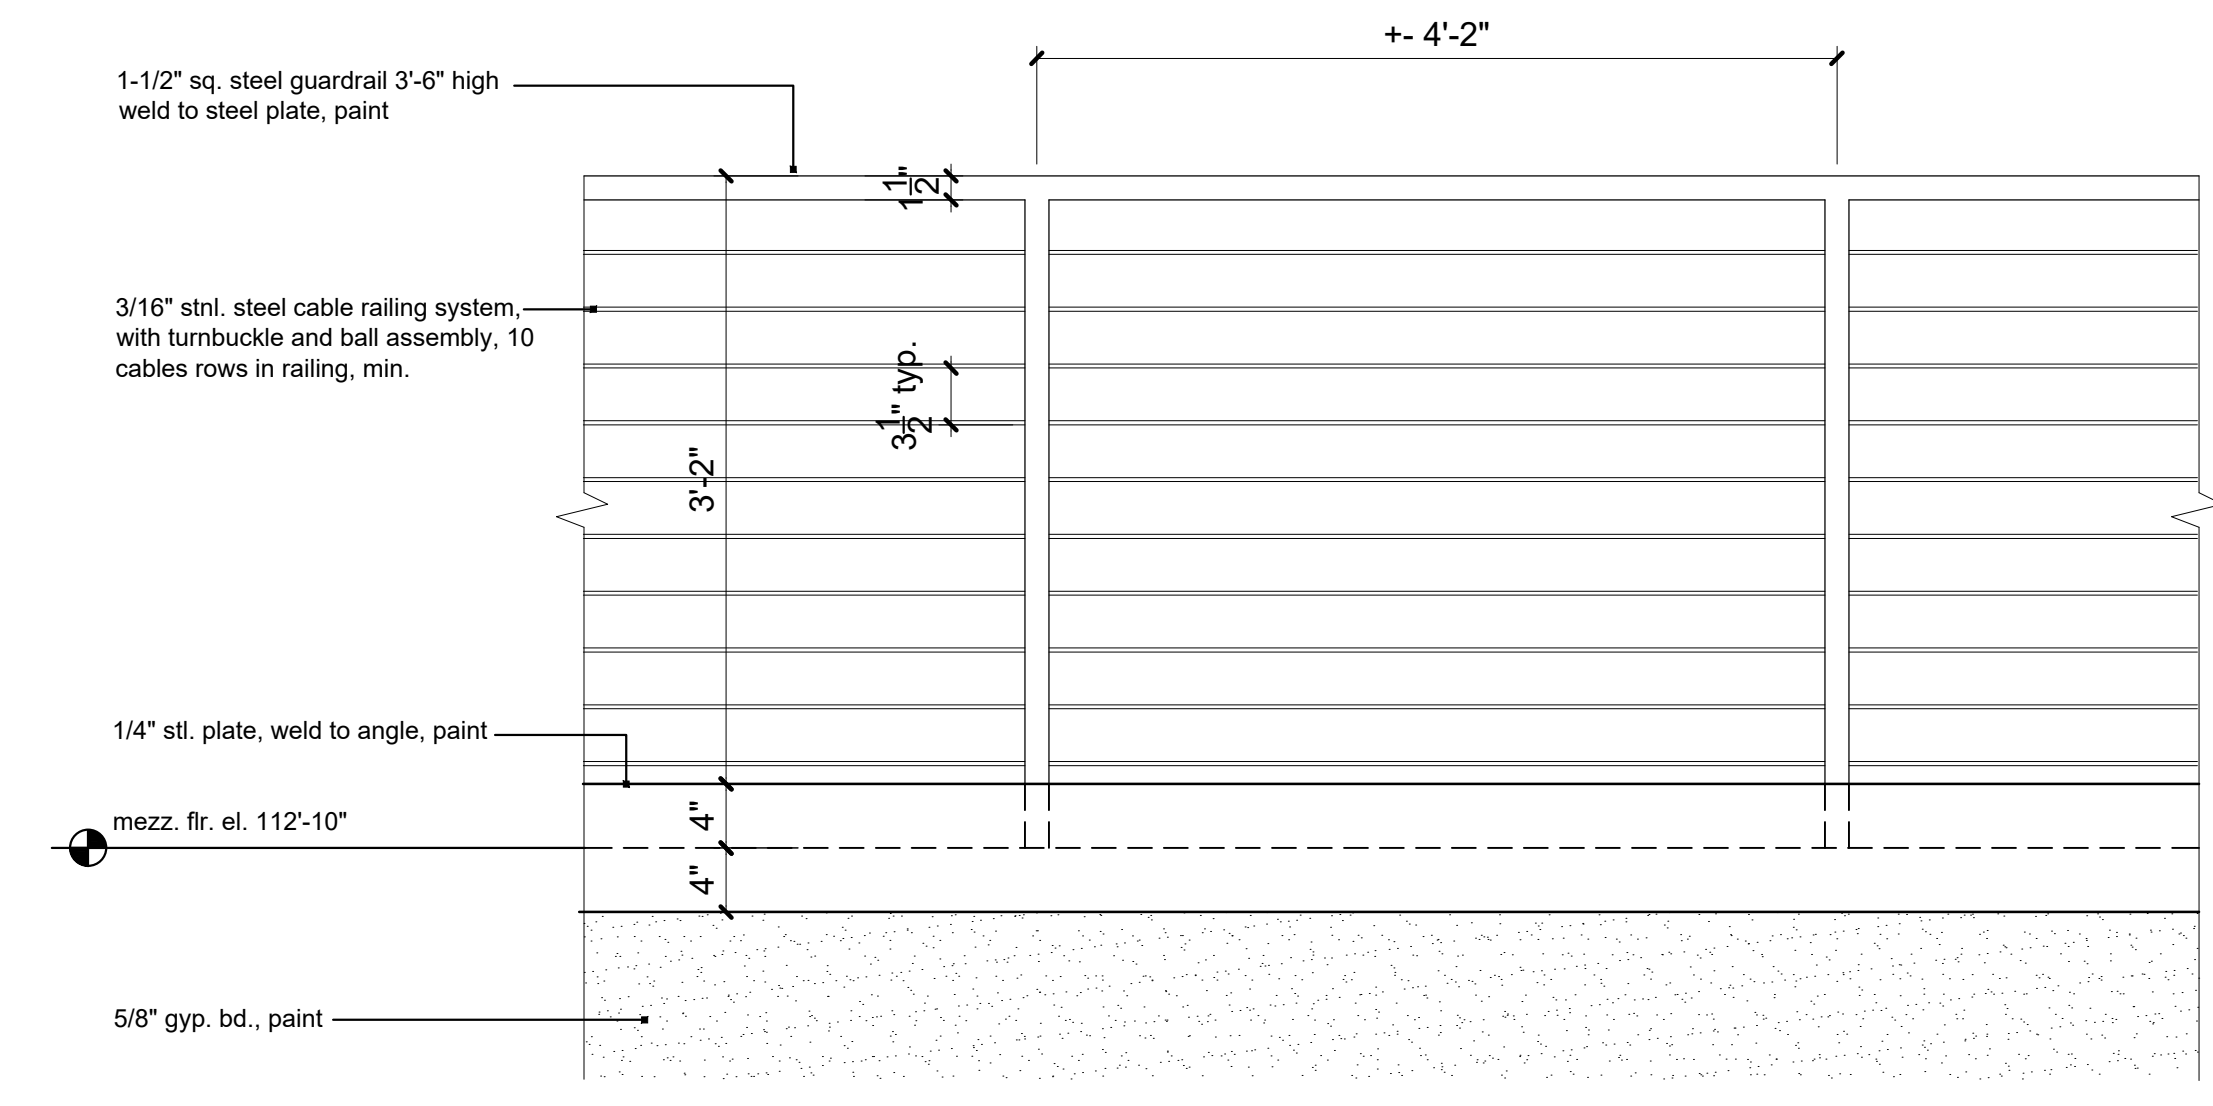 +- 4'-2"
1-1/2" sq. steel guardrail 3'-6" high
weld to steel plate, paint
1 1/2"
3/16" stnl. steel cable railing system,
with turnbuckle and ball assembly, 10
cables rows in railing, min.
3 1/2" typ.
3'-2"
1/4" stl. plate, weld to angle, paint
4"
mezz. flr. el. 112'-10"
4"
5/8" gyp. bd., paint